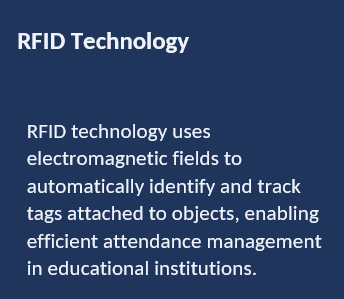 RFID Technology
RFID technology uses
electromagnetic fields to
automatically identify and track
tags attached to objects, enabling
efficient attendance management
in educational institutions.